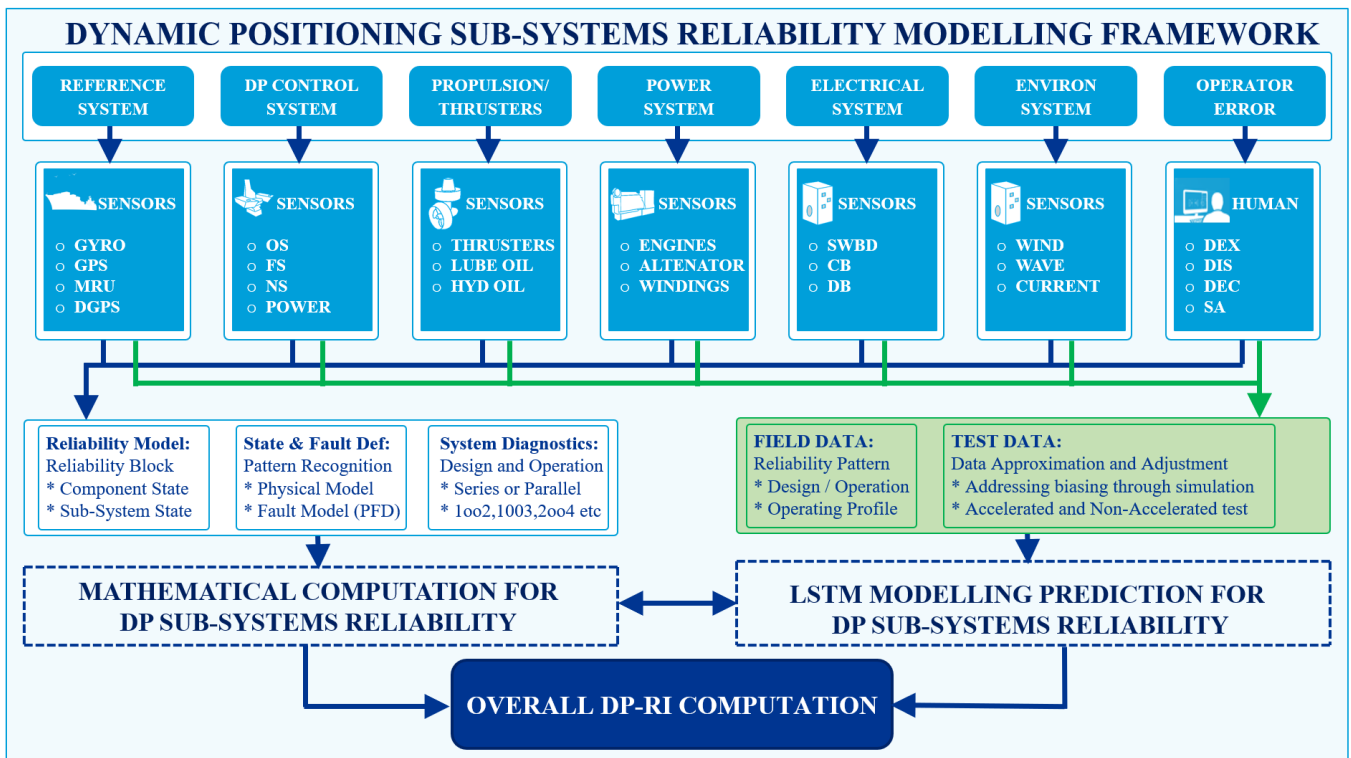 DYNAMIC POSITIONING SUB-SYSTEMS RELIABILITY MODELLING FRAMEWORK
REFERENCE
SYSTEM
DP CONTROL
SYSTEM
PROPULSION/
THRUSTERS
POWER
SYSTEM
ELECTRICAL
SYSTEM
ENVIRON
SYSTEM
OPERATOR
ERROR
SENSORS
○ GYRO
○ GPS
○ MRU
○ DGPS
SENSORS
○ OS
○ FS
○ NS
○ POWER
SENSORS
○ THRUSTERS
○ LUBE OIL
○ HYD OIL
SENSORS
○ ENGINES
○ ALTENATOR
○ WINDINGS
SENSORS
○ SWBD
○ CB
○ DB
SENSORS
○ WIND
○ WAVE
○ CURRENT
HUMAN
○ DEX
○ DIS
○ DEC
○ SA
Reliability Model:
Reliability Block
* Component State
* Sub-System State
State & Fault Def:
Pattern Recognition
* Physical Model
* Fault Model (PFD)
System Diagnostics:
Design and Operation
* Series or Parallel
* 1oo2,1003,2oo4 etc
FIELD DATA:
Reliability Pattern
* Design / Operation
* Operating Profile
TEST DATA:
Data Approximation and Adjustment
* Addressing biasing through simulation
* Accelerated and Non-Accelerated test
MATHEMATICAL COMPUTATION FOR
DP SUB-SYSTEMS RELIABILITY
LSTM MODELLING PREDICTION FOR
DP SUB-SYSTEMS RELIABILITY
OVERALL DP-RI COMPUTATION